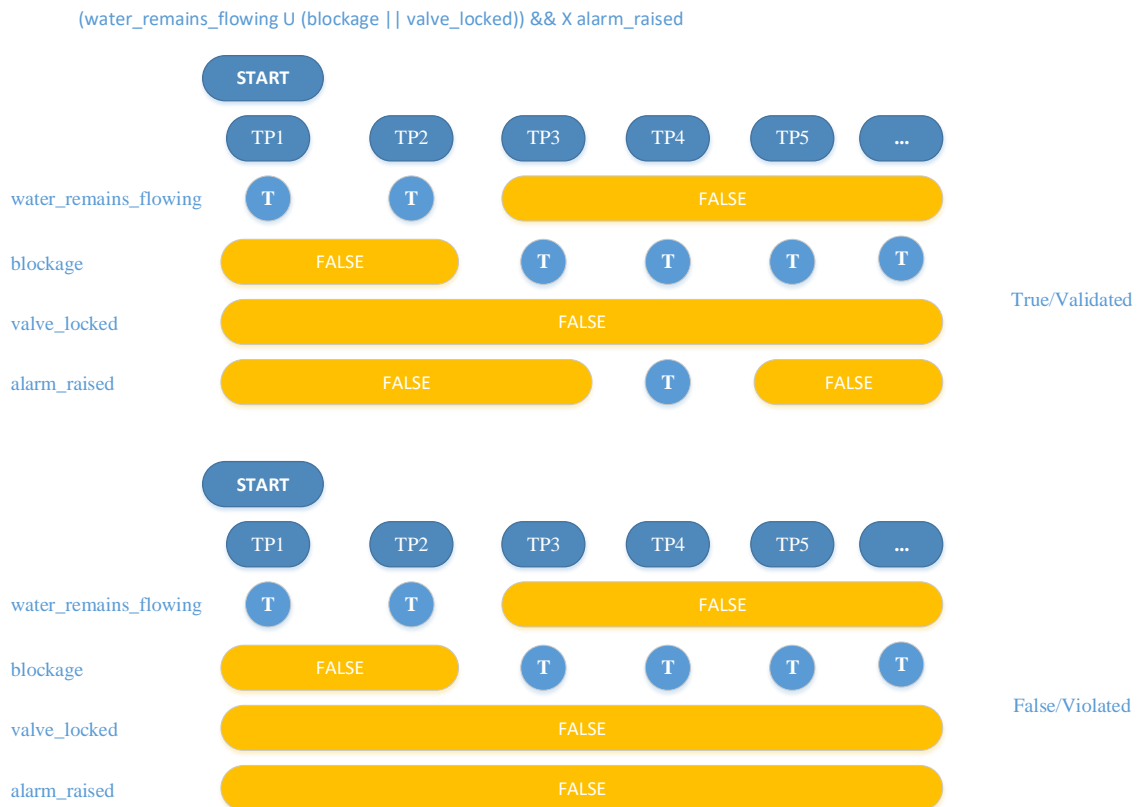 (water_remains_flowing U (blockage || valve_locked)) && X alarm_raised
START
TP1 TP2 TP3 TP4 TP5 ...
water_remains_flowing T T FALSE
blockage FALSE T T T T
True/Validated
valve_locked FALSE
alarm_raised FALSE T FALSE
START
TP1 TP2 TP3 TP4 TP5 ...
water_remains_flowing T T FALSE
blockage FALSE T T T T
False/Violated
valve_locked FALSE
alarm_raised FALSE